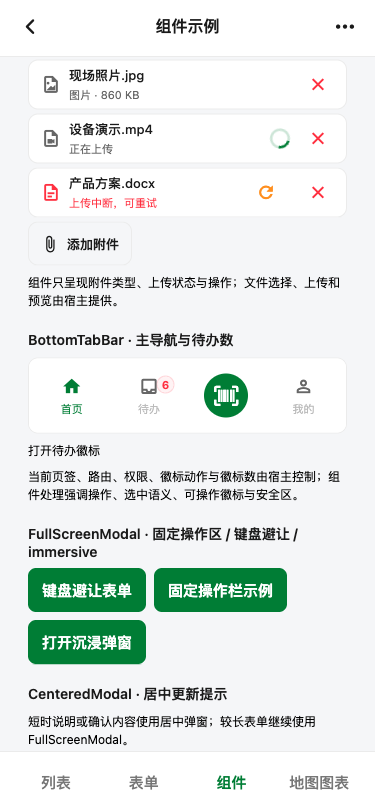 组件示例
现场照片.jpg
图片 · 860 KB
设备演示.mp4
正在上传
产品方案.docx
上传中断，可重试
添加附件
组件只呈现附件类型、上传状态与操作；文件选择、上传和
预览由宿主提供。
BottomTabBar · 主导航与待办数
6
首页
待办
我的
打开待办徽标
当前页签、路由、权限、徽标动作与徽标数由宿主控制；组
件处理强调操作、选中语义、可操作徽标与安全区。
FullScreenModal · 固定操作区 / 键盘避让 /
immersive
键盘避让表单
固定操作栏示例
打开沉浸弹窗
CenteredModal · 居中更新提示
短时说明或确认内容使用居中弹窗；较长表单继续使用
FullScreenModal。
列表
表单
组件
地图图表